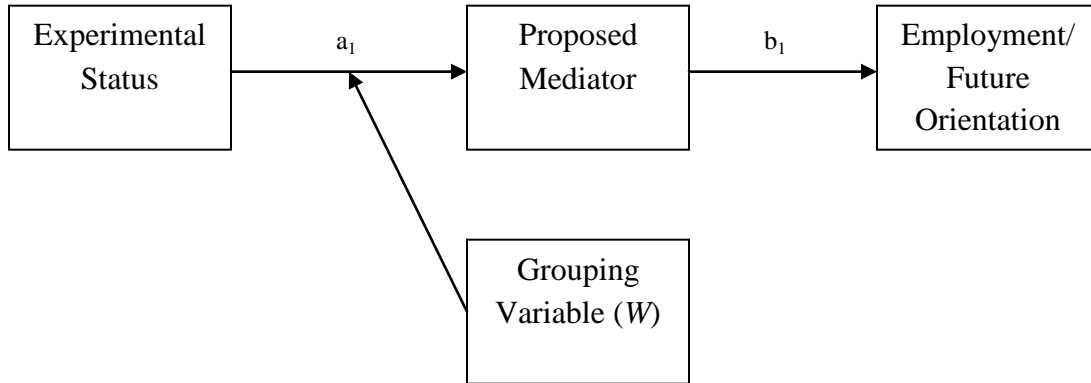 Experimental
Status
a₁
Proposed
Mediator
b₁
Employment/
Future
Orientation
Grouping
Variable (W)